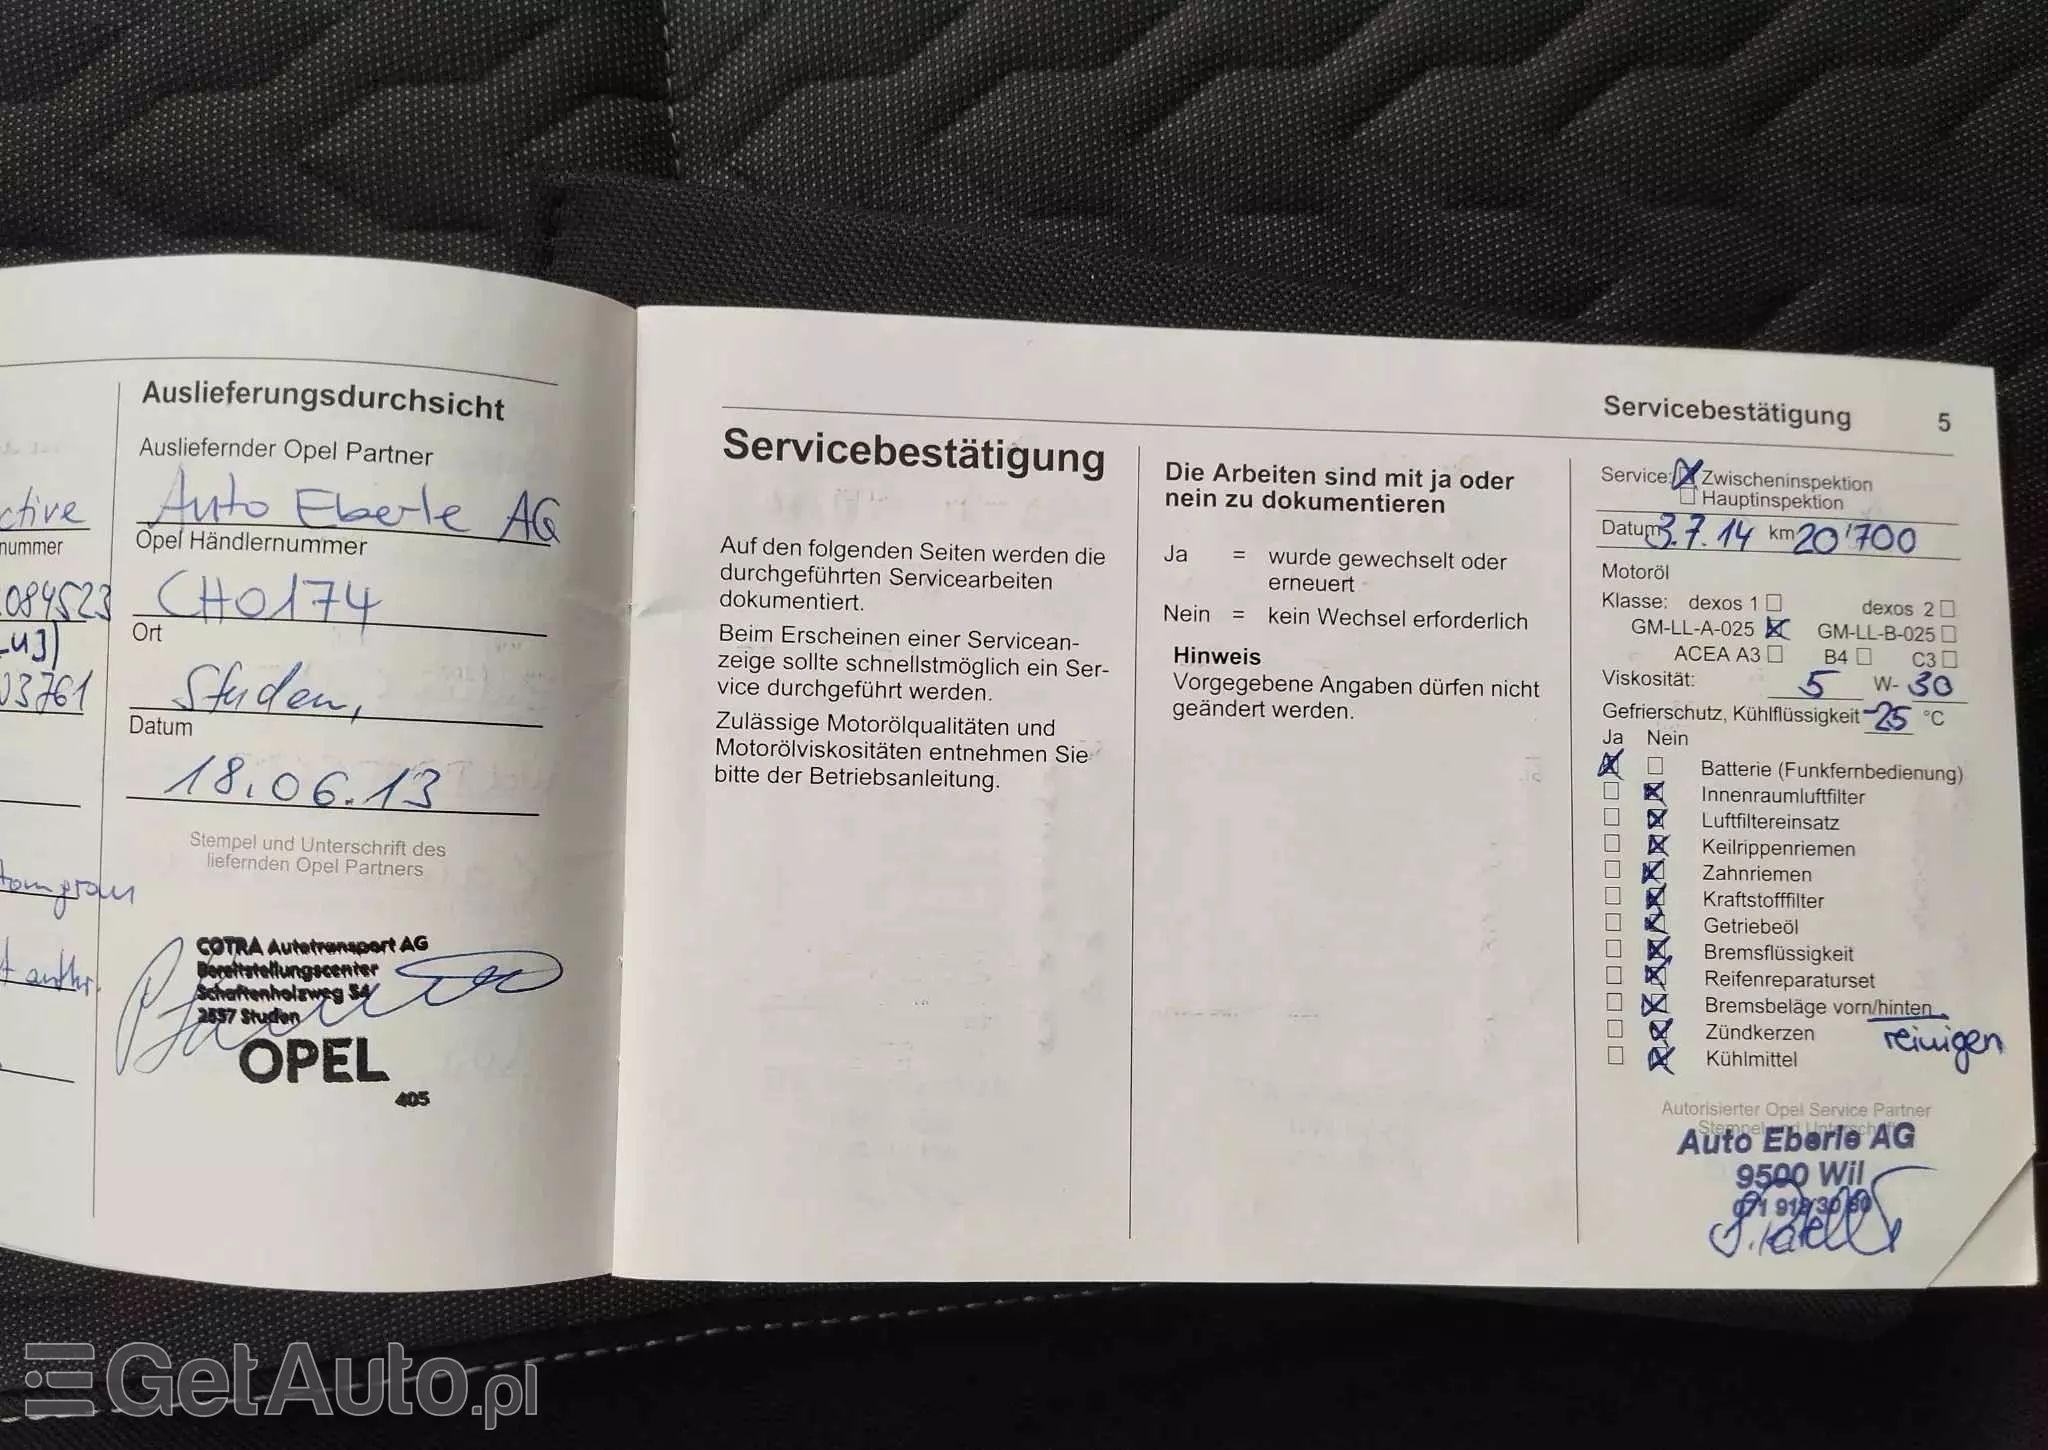 ctive
nummer
084523
43)
03761
Auslieferungsdurchsicht
Ausliefernder Opel Partner
Auto Eberle AG
Opel Händlernummer
CH0174
Ort
Studen,
Datum
18.06.13
Stempel und Unterschrift des
liefernden Opel Partners
COTRA Autotransport AG
Bereitstellungscenter
Schaftenholzweg 54
2557 Studen
OPEL
405
Servicebestätigung
Auf den folgenden Seiten werden die
durchgeführten Servicearbeiten
dokumentiert.
Beim Erscheinen einer Servicean-
zeige sollte schnellstmöglich ein Ser-
vice durchgeführt werden.
Zulässige Motorölqualitäten und
Motorölviskositäten entnehmen Sie
bitte der Betriebsanleitung.
Die Arbeiten sind mit ja oder
nein zu dokumentieren
Ja = wurde gewechselt oder
erneuert
Nein = kein Wechsel erforderlich
Hinweis
Vorgegebene Angaben dürfen nicht
geändert werden.
Servicebestätigung 5
Service: Zwischeninspektion
Hauptinspektion
Datum 3.7.14 km 20'700
Motoröl
Klasse: dexos 1 dexos 2
GM-LL-A-025 GM-LL-B-025
ACEA A3 B4 C3
Viskosität: 5 W- 30
Gefrierschutz, Kühlflüssigkeit -25 °C
Ja Nein
Batterie (Funkfernbedienung)
Innenraumluftfilter
Luftfiltereinsatz
Keilrippenriemen
Zahnriemen
Kraftstofffilter
Getriebeöl
Bremsflüssigkeit
Reifenreparaturset
Bremsbeläge vorn/hinten
Zündkerzen reinigen
Kühlmittel
Autorisierter Opel Service Partner
Stempel und Unterschrift
Auto Eberle AG
9500 Wil
GetAuto.pl